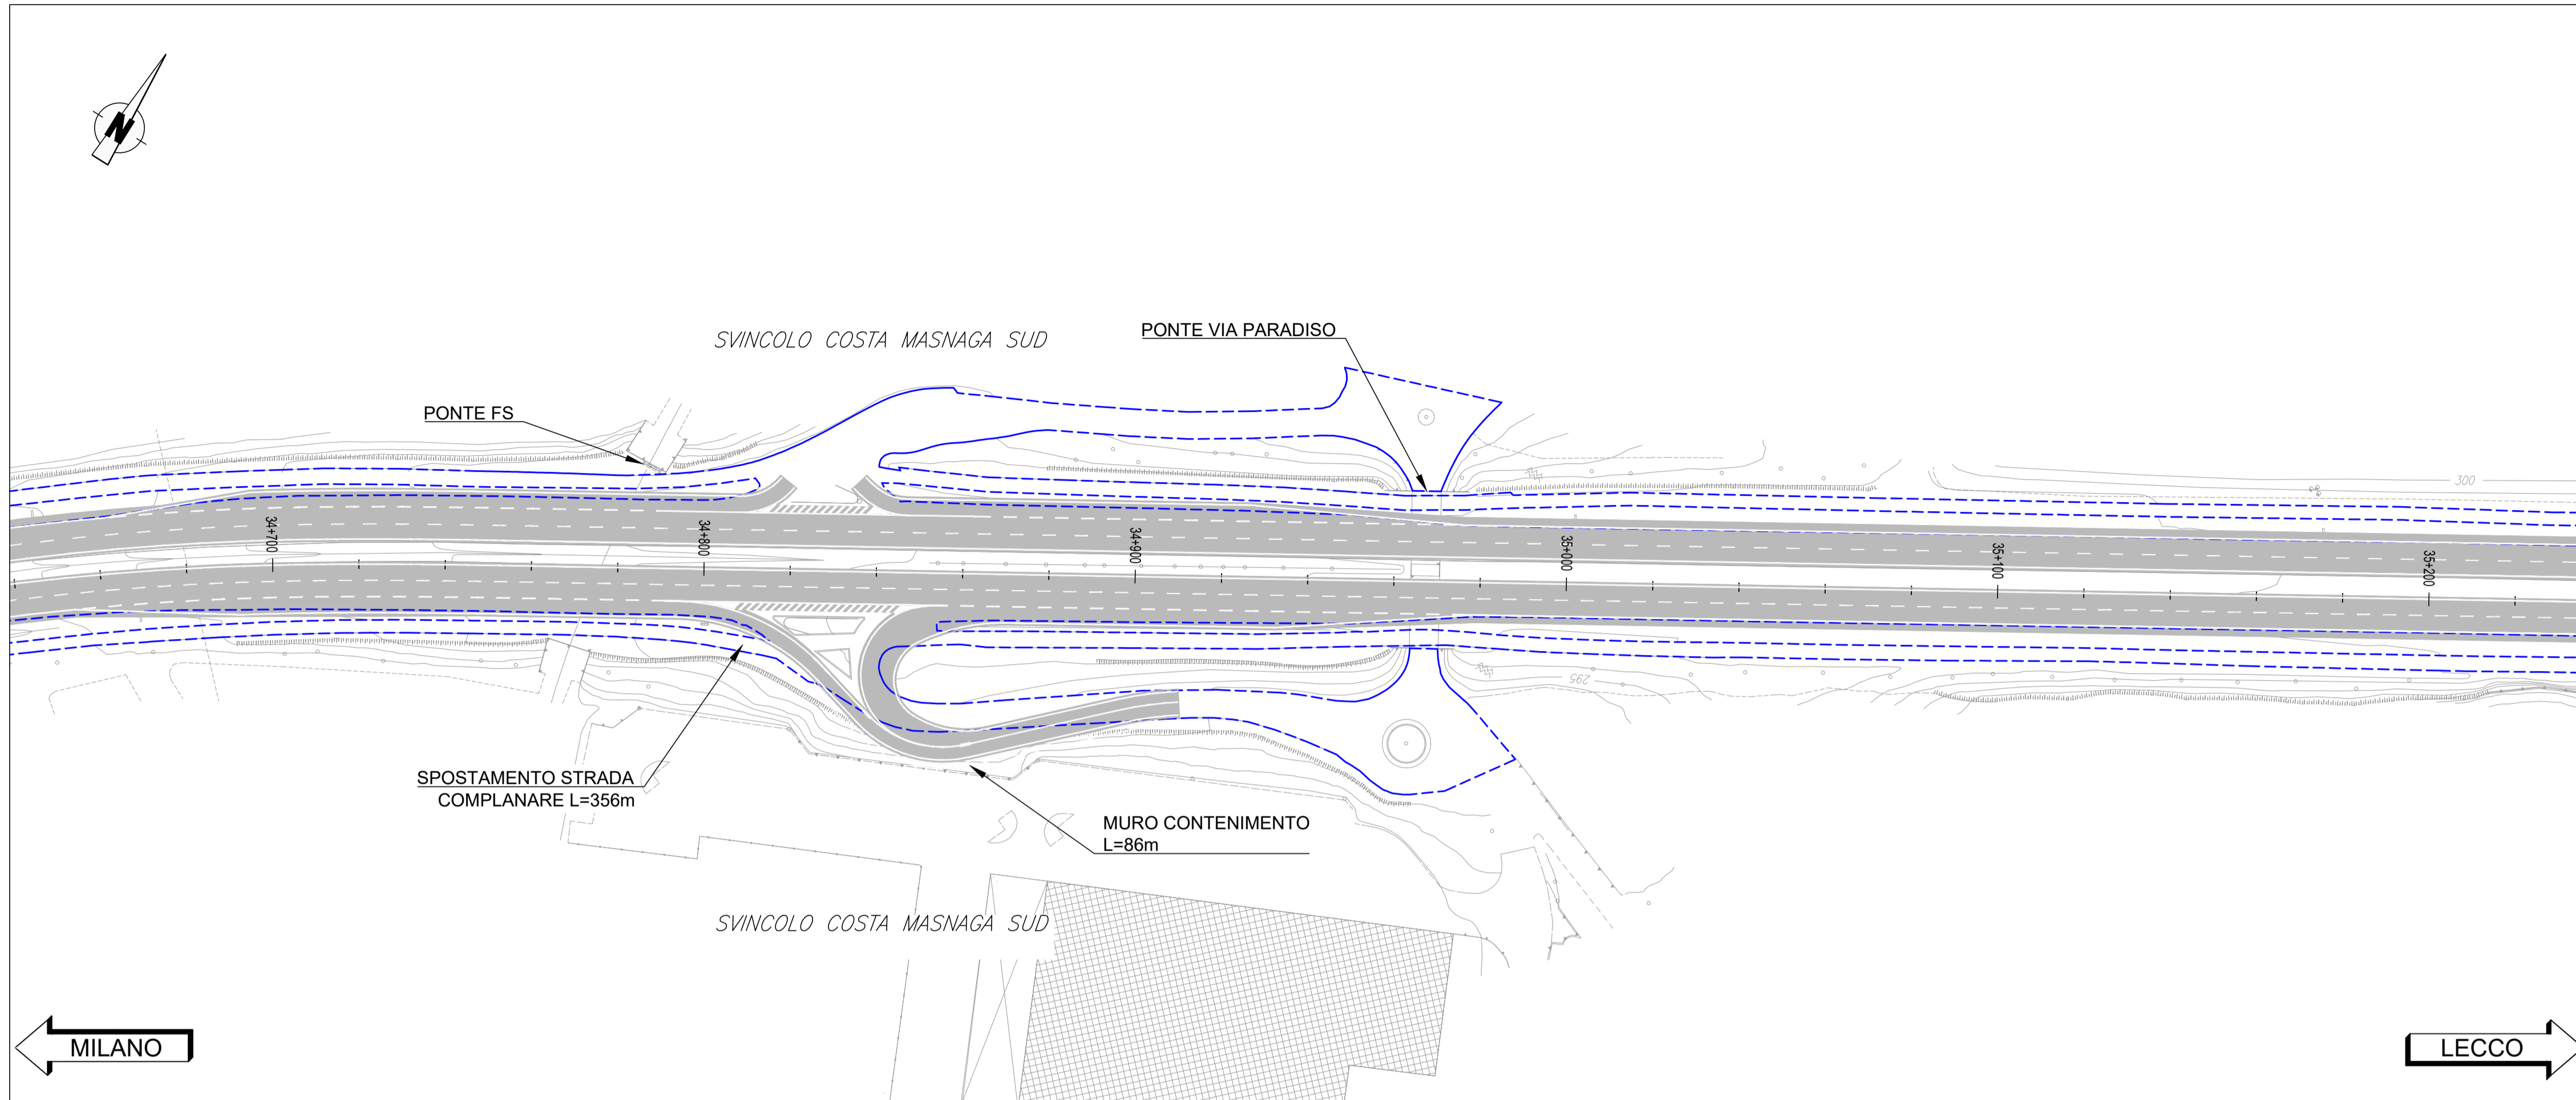 N
SVINCOLO COSTA MASNAGA SUD
PONTE VIA PARADISO
PONTE FS
300
34+700
34+800
34+900
35+000
35+100
35+200
295
SPOSTAMENTO STRADA
COMPLANARE L=356m
MURO CONTENIMENTO
L=86m
SVINCOLO COSTA MASNAGA SUD
MILANO
LECCO